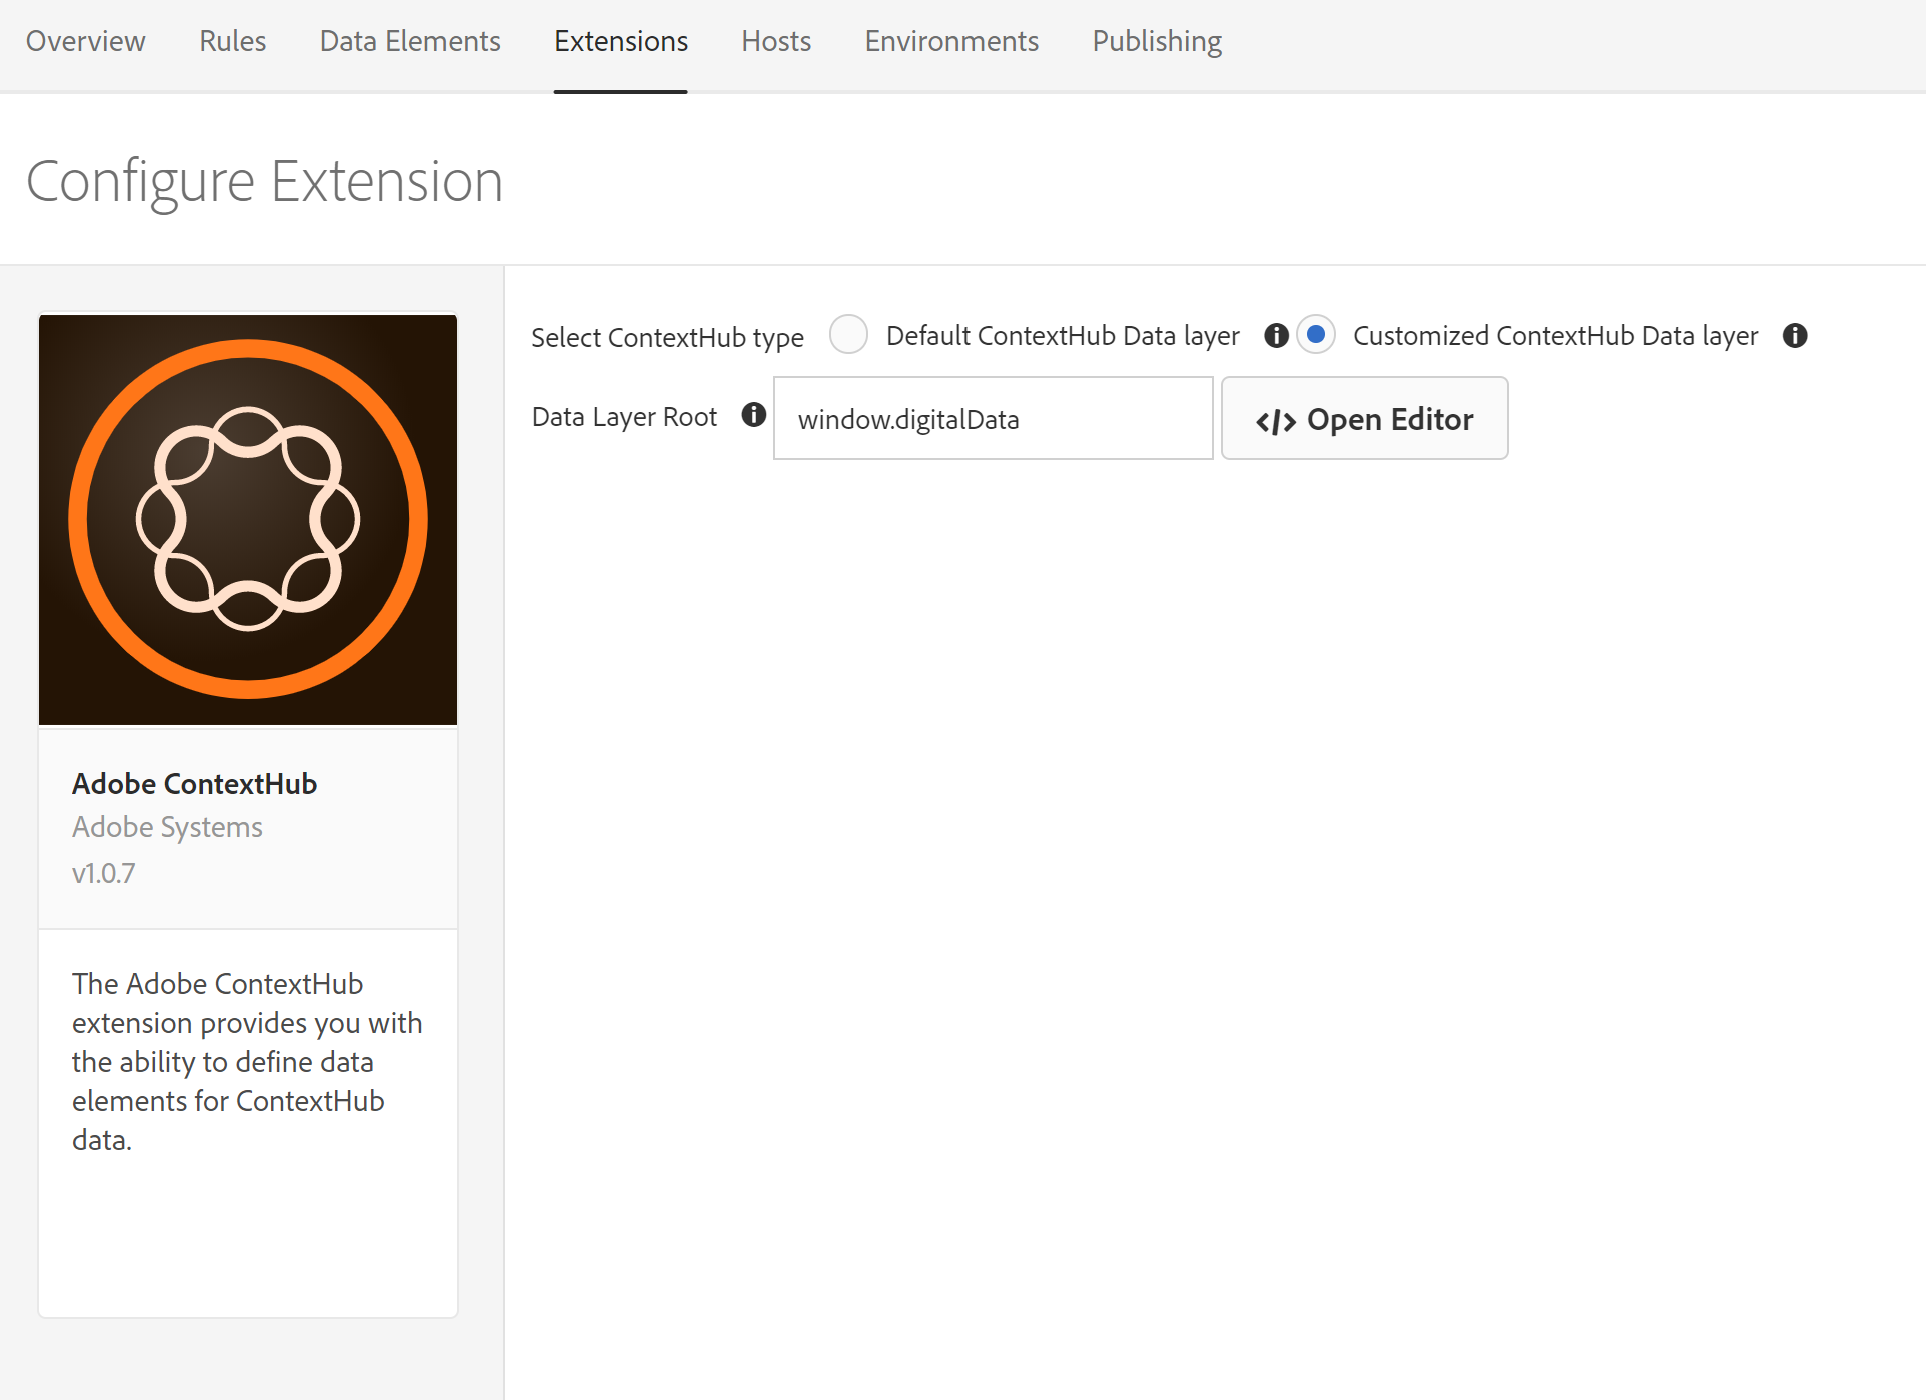 Overview Rules Data Elements Extensions Hosts Environments Publishing
Configure Extension
Select ContextHub type Default ContextHub Data layer Customized ContextHub Data layer
Data Layer Root window.digitalData </> Open Editor
Adobe ContextHub
Adobe Systems
v1.0.7
The Adobe ContextHub
extension provides you with
the ability to define data
elements for ContextHub
data.